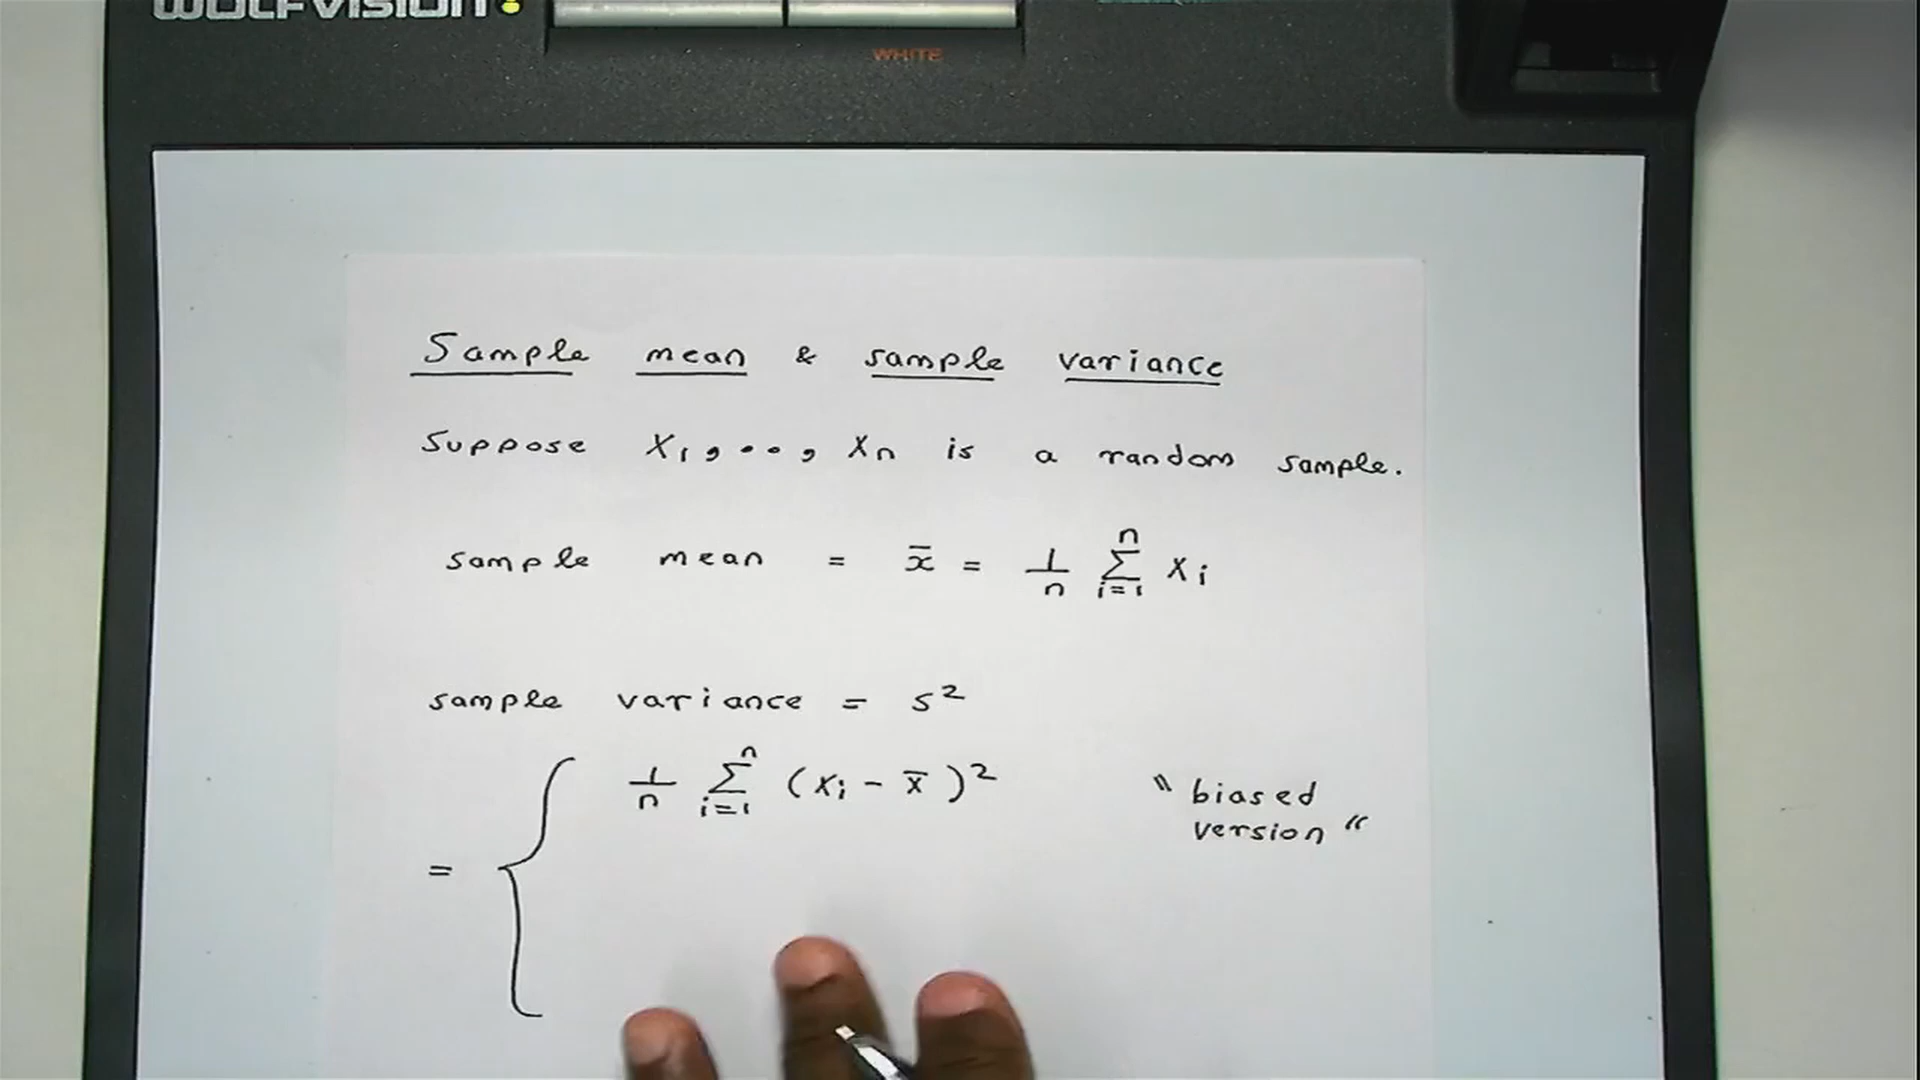 WOLFVISION
WHITE
Sample mean & sample variance
Suppose X₁, ..., Xn is a random sample.
sample mean = x̄ = 1/n Σ_{i=1}^{n} Xi
sample variance = s²
= { 1/n Σ_{i=1}^{n} (Xi - x̄)² "biased
version"